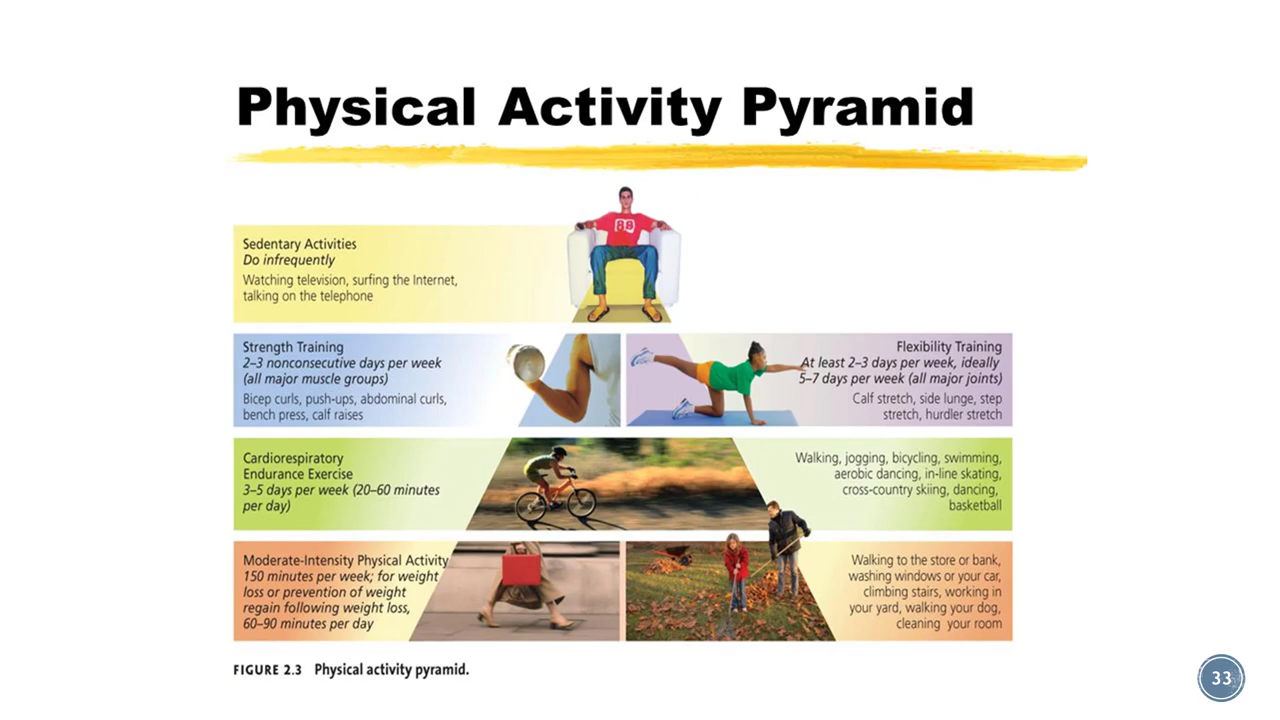 Physical Activity Pyramid
Sedentary Activities
Do infrequently
Watching television, surfing the Internet,
talking on the telephone
88
Strength Training
2–3 nonconsecutive days per week
(all major muscle groups)
Bicep curls, push-ups, abdominal curls,
bench press, calf raises
Flexibility Training
At least 2–3 days per week, ideally
5–7 days per week (all major joints)
Calf stretch, side lunge, step
stretch, hurdler stretch
Cardiorespiratory
Endurance Exercise
3–5 days per week (20–60 minutes
per day)
Walking, jogging, bicycling, swimming,
aerobic dancing, in-line skating,
cross-country skiing, dancing,
basketball
Moderate-Intensity Physical Activity
150 minutes per week; for weight
loss or prevention of weight
regain following weight loss,
60–90 minutes per day
Walking to the store or bank,
washing windows or your car,
climbing stairs, working in
your yard, walking your dog,
cleaning your room
FIGURE 2.3 Physical activity pyramid.
33